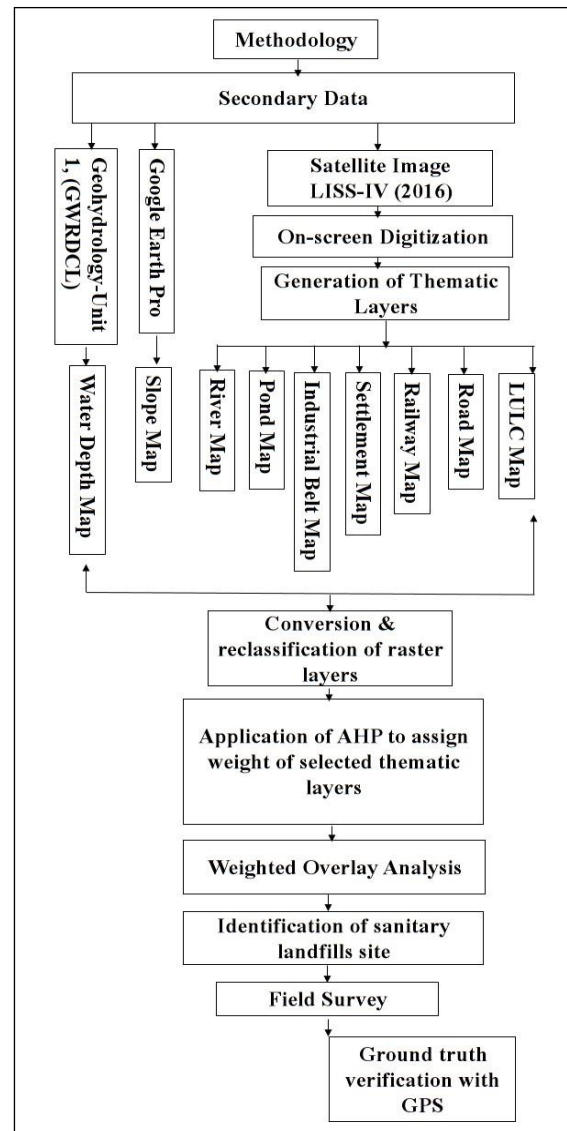 Methodology
Secondary Data
Geohydrology-Unit
1, (GWRDCL)
Google Earth Pro
Satellite Image
LISS-IV (2016)
On-screen Digitization
Generation of Thematic
Layers
Water Depth Map
Slope Map
River Map
Pond Map
Industrial Belt Map
Settlement Map
Railway Map
Road Map
LULC Map
Conversion &
reclassification of raster
layers
Application of AHP to assign
weight of selected thematic
layers
Weighted Overlay Analysis
Identification of sanitary
landfills site
Field Survey
Ground truth
verification with
GPS